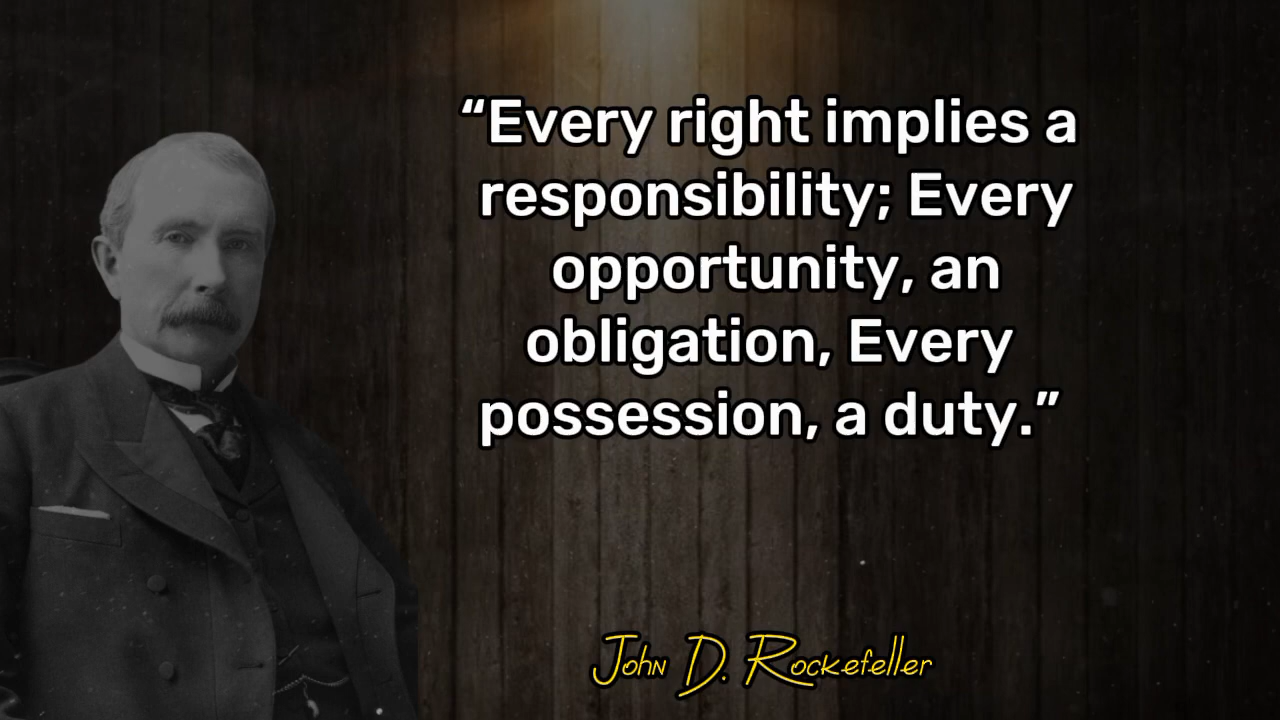 “Every right implies a
responsibility; Every
opportunity, an
obligation, Every
possession, a duty.”
John D. Rockefeller